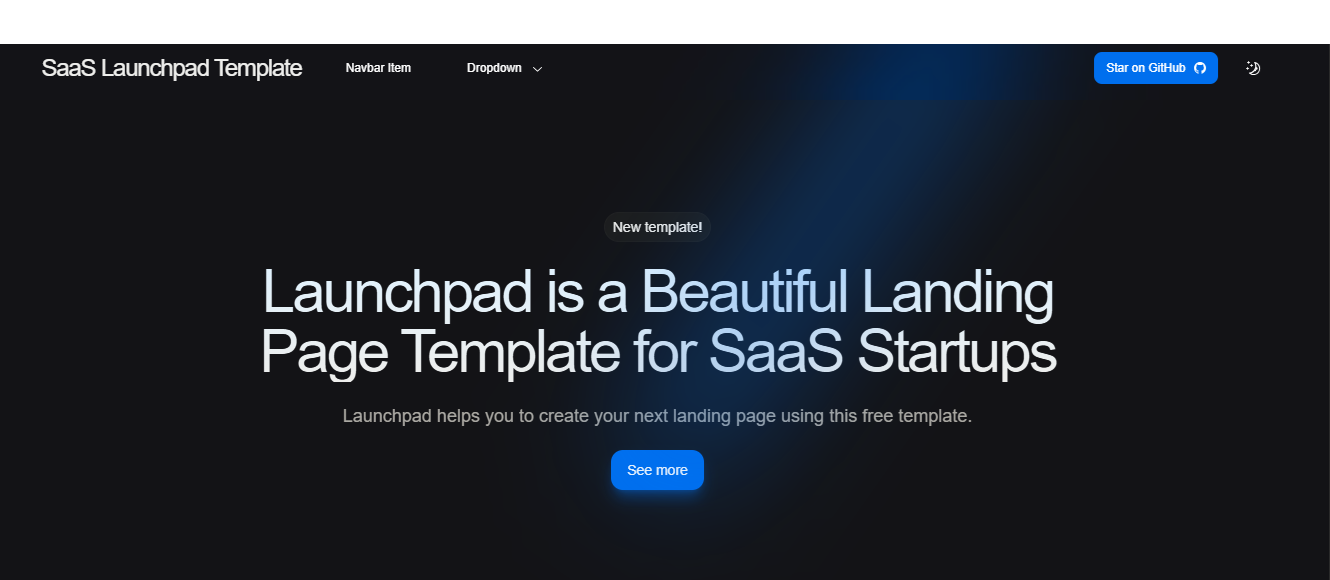 SaaS Launchpad Template
Navbar Item
Dropdown
Star on GitHub
New template!
Launchpad is a Beautiful Landing
Page Template for SaaS Startups
Launchpad helps you to create your next landing page using this free template.
See more